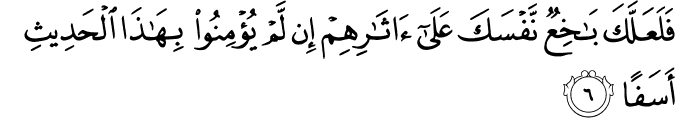 فَلَعَلَّكَ بَٰخِعٞ نَّفۡسَكَ عَلَىٰٓ ءَاثَٰرِهِمۡ إِن لَّمۡ يُؤۡمِنُواْ بِهَٰذَا ٱلۡحَدِيثِ
أَسَفًا ٦